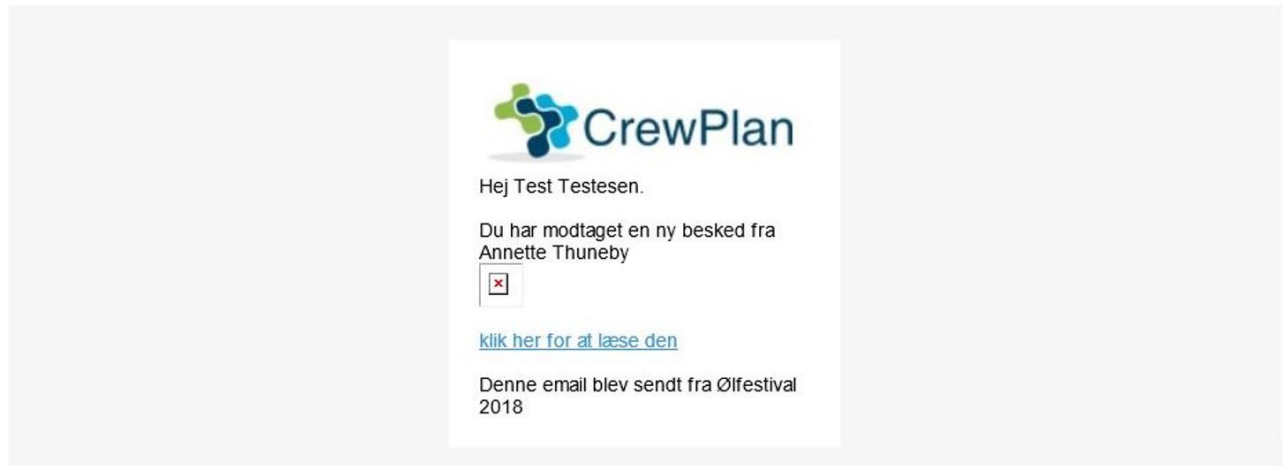 CrewPlan
Hej Test Testesen.
Du har modtaget en ny besked fra
Annette Thuneby
klik her for at læse den
Denne email blev sendt fra Ølfestival
2018